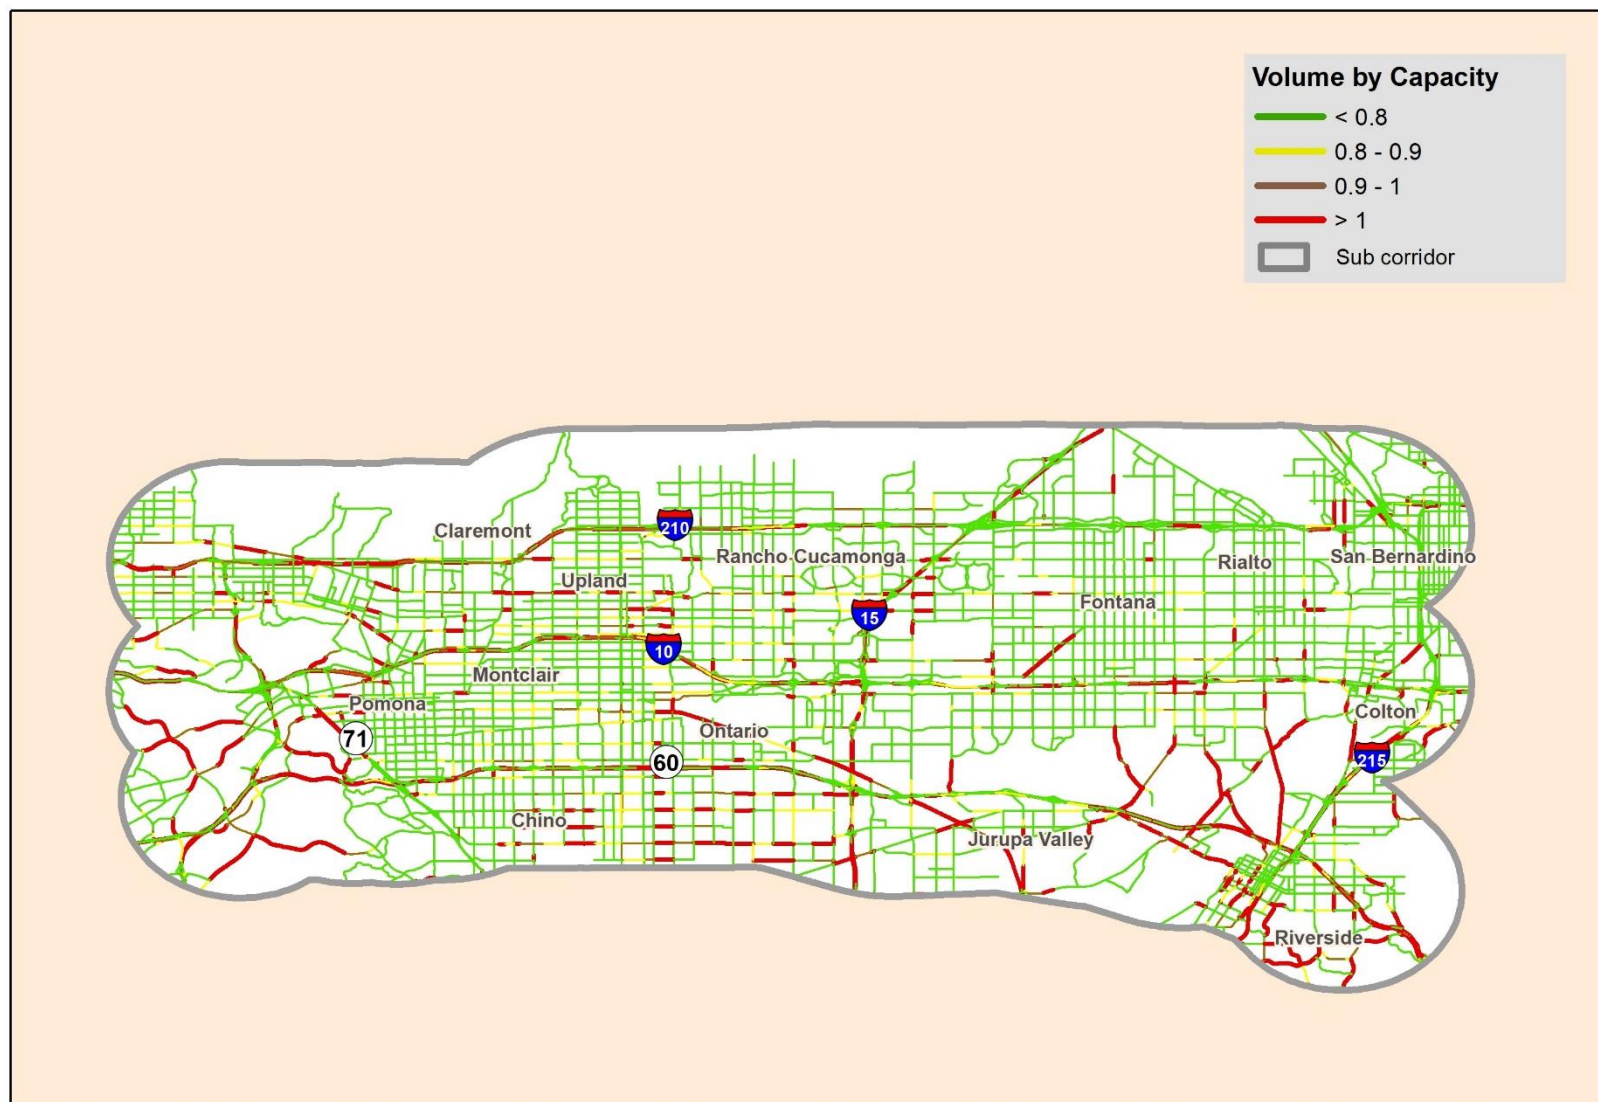 Volume by Capacity
< 0.8
0.8 - 0.9
0.9 - 1
> 1
Sub corridor
210
Claremont
Rancho Cucamonga
Rialto
San Bernardino
Upland
Fontana
15
10
Montclair
Pomona
Colton
71
Ontario
60
215
Chino
Jurupa Valley
Riverside